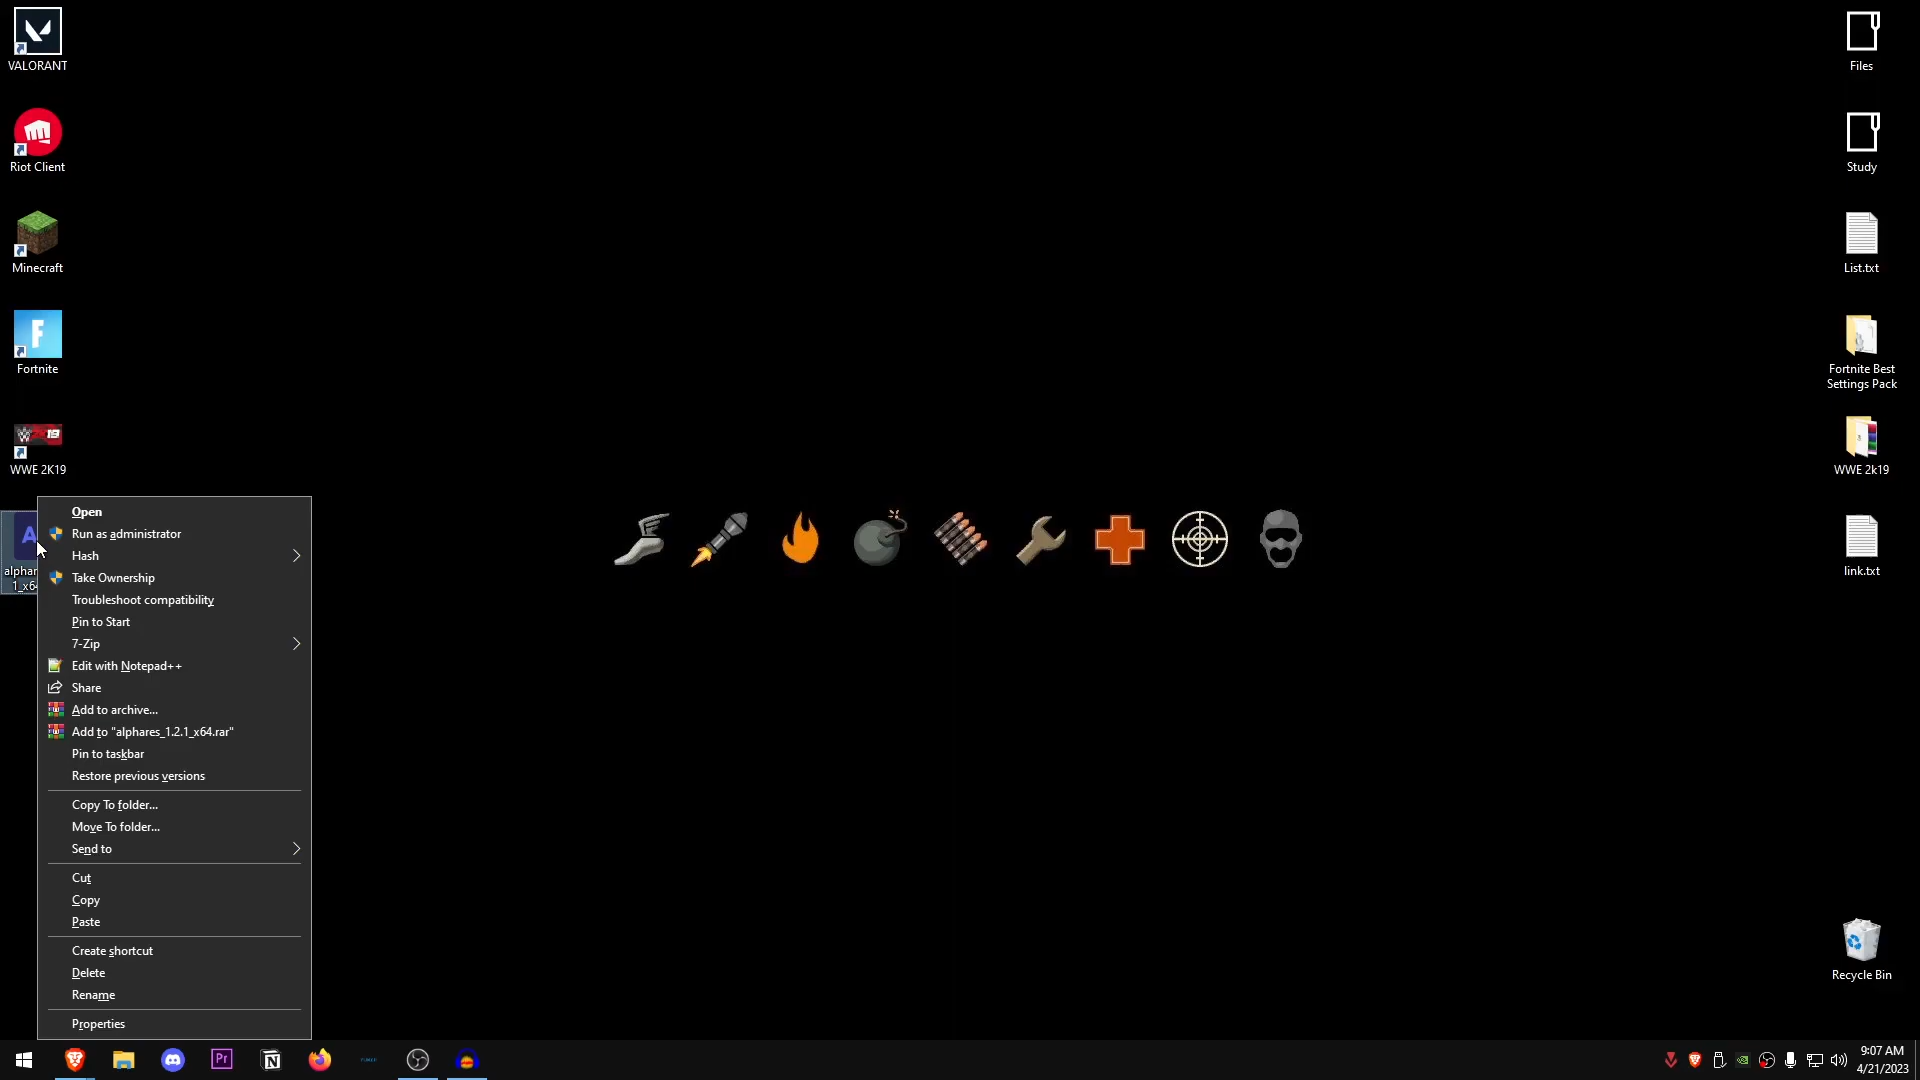 VALORANT
Riot Client
Minecraft
Fortnite
WWE 2K19
Open
Run as administrator
Hash
Take Ownership
Troubleshoot compatibility
Pin to Start
7-Zip
Edit with Notepad++
Share
Add to archive...
Add to "alphares_1.2.1_x64.rar"
Pin to taskbar
Restore previous versions
Copy To folder...
Move To folder...
Send to
Cut
Copy
Paste
Create shortcut
Delete
Rename
Properties
Files
Study
List.txt
Fortnite Best
Settings Pack
WWE 2k19
link.txt
Recycle Bin
Pr
9:07 AM
4/21/2023